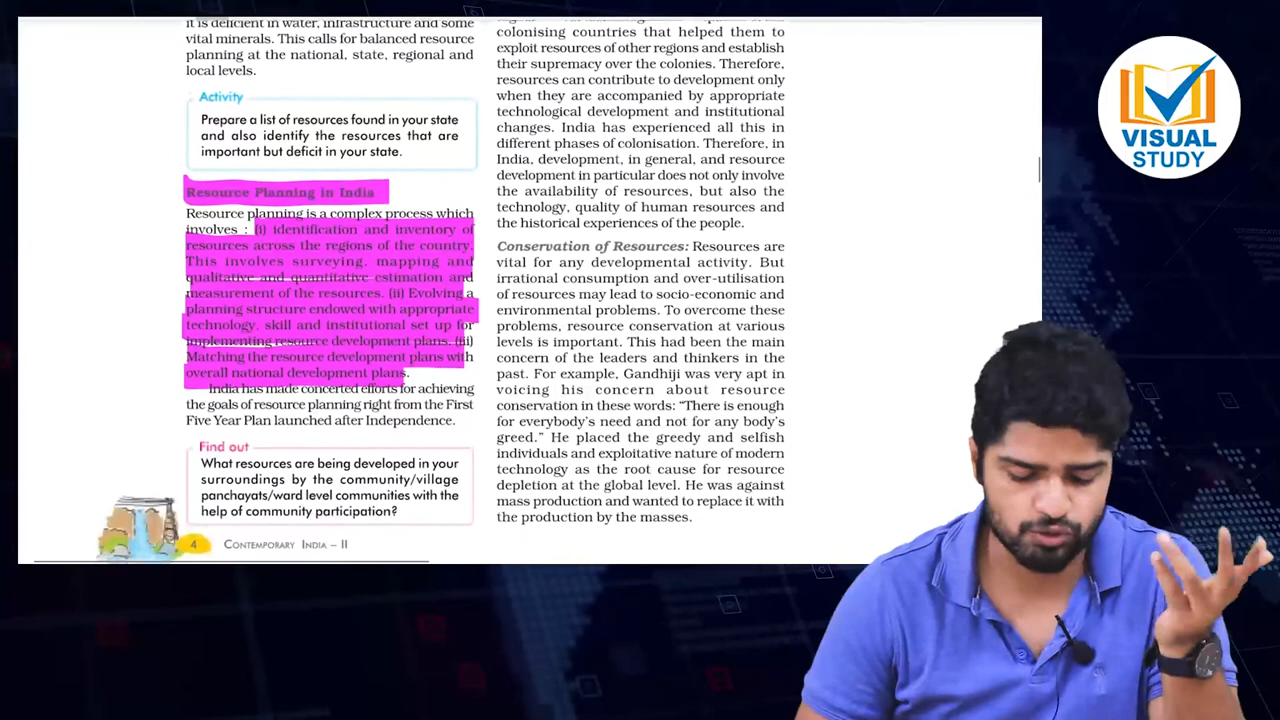 it is deficient in water, infrastructure and some
vital minerals. This calls for balanced resource
planning at the national, state, regional and
local levels.
Activity
Prepare a list of resources found in your state
and also identify the resources that are
important but deficit in your state.
Resource Planning in India
Resource planning is a complex process which
involves : (i) identification and inventory of
resources across the regions of the country.
This involves surveying, mapping and
qualitative and quantitative estimation and
measurement of the resources. (ii) Evolving a
planning structure endowed with appropriate
technology, skill and institutional set up for
implementing resource development plans. (iii)
Matching the resource development plans with
overall national development plans.
India has made concerted efforts for achieving
the goals of resource planning right from the First
Five Year Plan launched after Independence.
Find out
What resources are being developed in your
surroundings by the community/village
panchayats/ward level communities with the
help of community participation?
4 CONTEMPORARY INDIA – II
colonising countries that helped them to
exploit resources of other regions and establish
their supremacy over the colonies. Therefore,
resources can contribute to development only
when they are accompanied by appropriate
technological development and institutional
changes. India has experienced all this in
different phases of colonisation. Therefore, in
India, development, in general, and resource
development in particular does not only involve
the availability of resources, but also the
technology, quality of human resources and
the historical experiences of the people.
Conservation of Resources: Resources are
vital for any developmental activity. But
irrational consumption and over-utilisation
of resources may lead to socio-economic and
environmental problems. To overcome these
problems, resource conservation at various
levels is important. This had been the main
concern of the leaders and thinkers in the
past. For example, Gandhiji was very apt in
voicing his concern about resource
conservation in these words: “There is enough
for everybody’s need and not for any body’s
greed.” He placed the greedy and selfish
individuals and exploitative nature of modern
technology as the root cause for resource
depletion at the global level. He was against
mass production and wanted to replace it with
the production by the masses.
VISUAL
STUDY